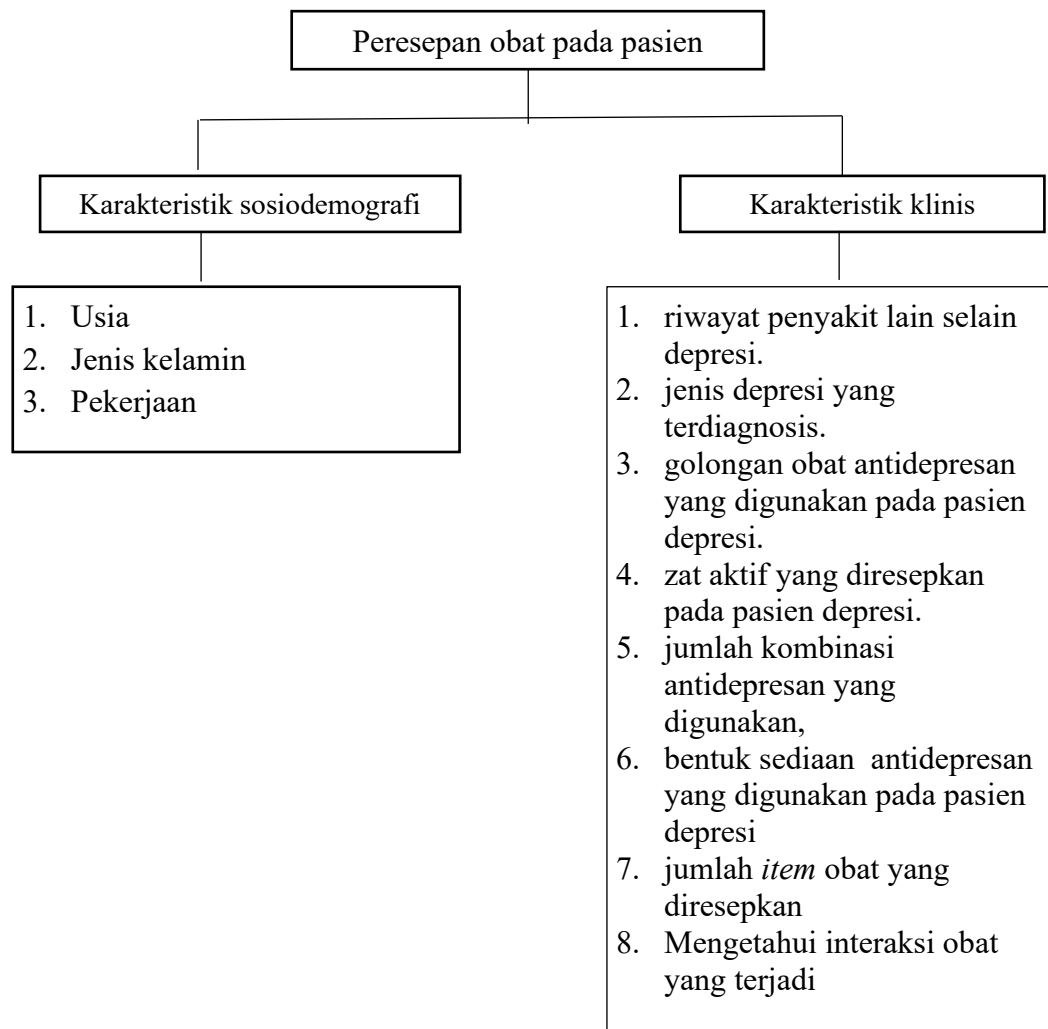 Peresepan obat pada pasien
Karakteristik sosiodemografi
Karakteristik klinis
1. Usia
2. Jenis kelamin
3. Pekerjaan
1. riwayat penyakit lain selain
depresi.
2. jenis depresi yang
terdiagnosis.
3. golongan obat antidepresan
yang digunakan pada pasien
depresi.
4. zat aktif yang diresepkan
pada pasien depresi.
5. jumlah kombinasi
antidepresan yang
digunakan,
6. bentuk sediaan  antidepresan
yang digunakan pada pasien
depresi
7. jumlah item obat yang
diresepkan
8. Mengetahui interaksi obat
yang terjadi